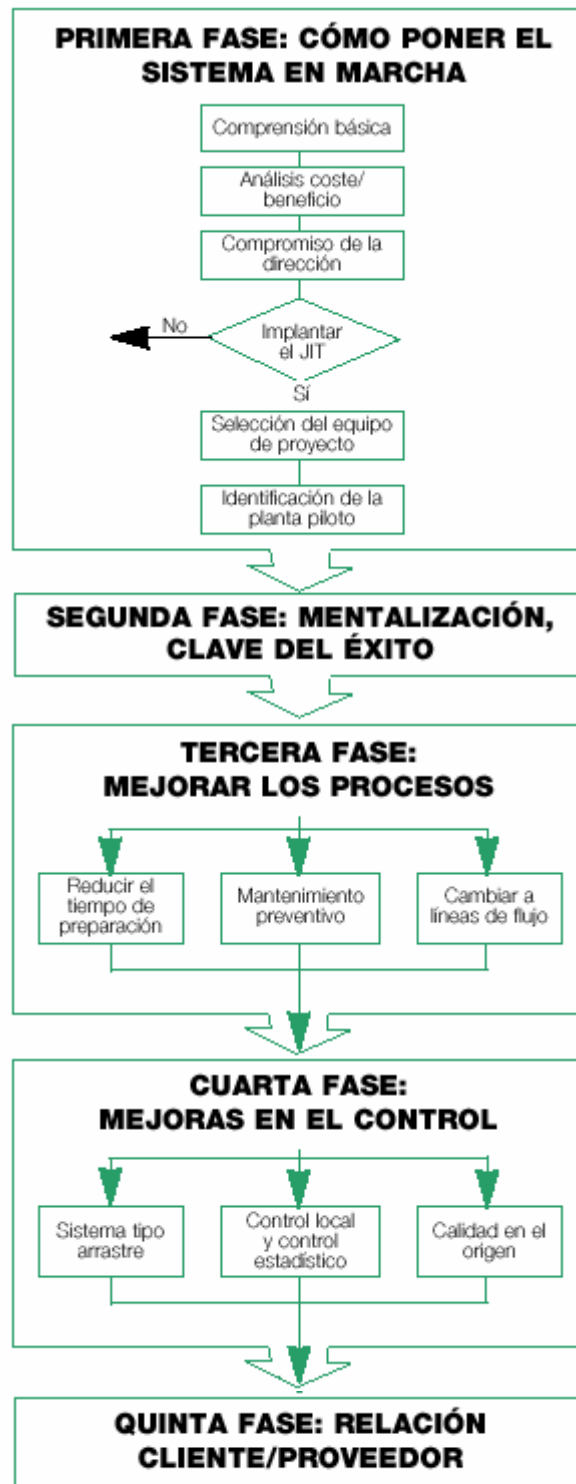 PRIMERA FASE: CÓMO PONER EL
SISTEMA EN MARCHA
Comprensión básica
Análisis coste/
beneficio
Compromiso de la
dirección
No
Implantar
el JIT
Sí
Selección del equipo
de proyecto
Identificación de la
planta piloto
SEGUNDA FASE: MENTALIZACIÓN,
CLAVE DEL ÉXITO
TERCERA FASE:
MEJORAR LOS PROCESOS
Reducir el
tiempo de
preparación
Mantenimiento
preventivo
Cambiar a
líneas de flujo
CUARTA FASE:
MEJORAS EN EL CONTROL
Sistema tipo
arrastre
Control local
y control
estadístico
Calidad en el
origen
QUINTA FASE: RELACIÓN
CLIENTE/PROVEEDOR